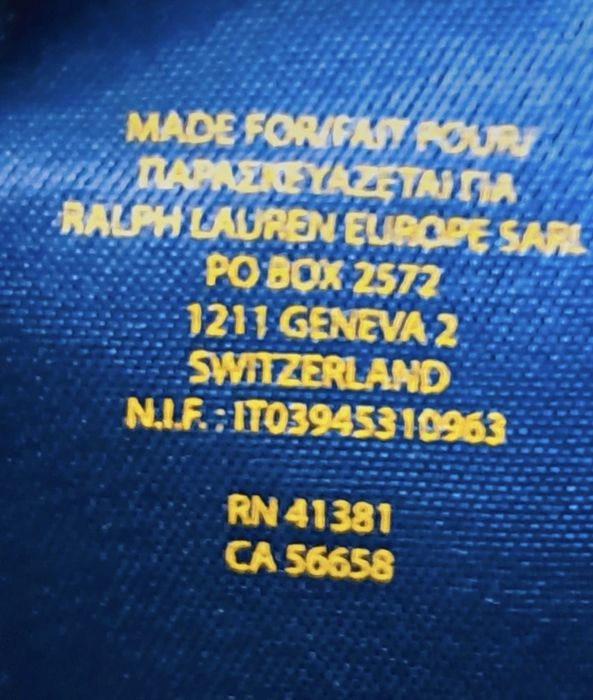 MADE FOR/FAIT POUR/
ΠΑΡΑΣΚΕΥΑΖΕΤΑΙ ΓΙΑ
RALPH LAUREN EUROPE SARL
PO BOX 2572
1211 GENEVA 2
SWITZERLAND
N.I.F. : IT03945310963
RN 41381
CA 56658